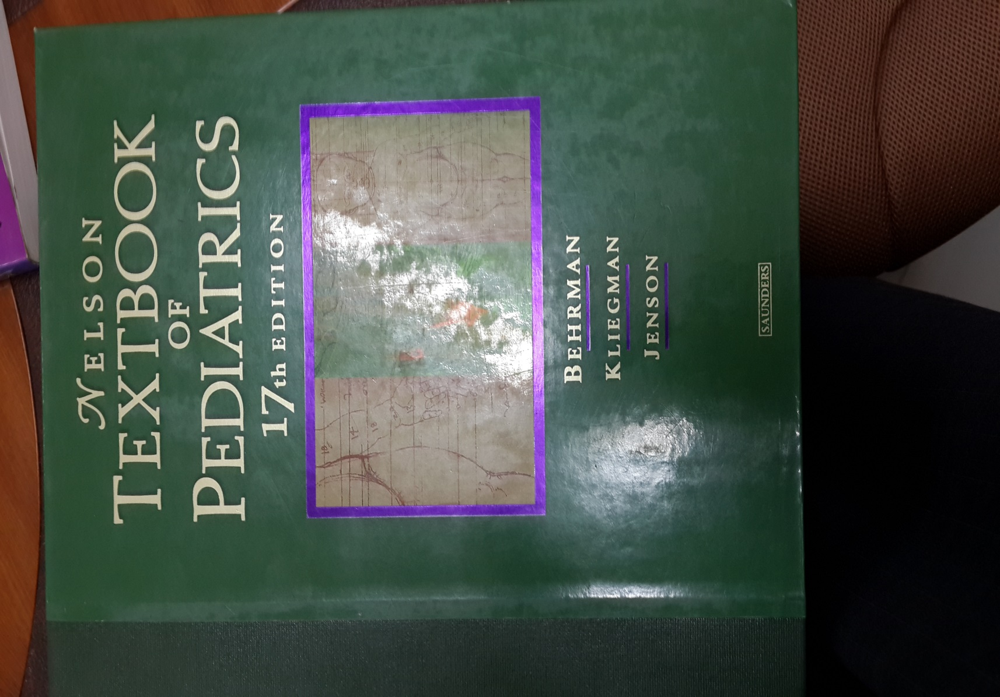 NELSON
TEXTBOOK
OF
PEDIATRICS
17th EDITION
BEHRMAN
KLIEGMAN
JENSON
SAUNDERS